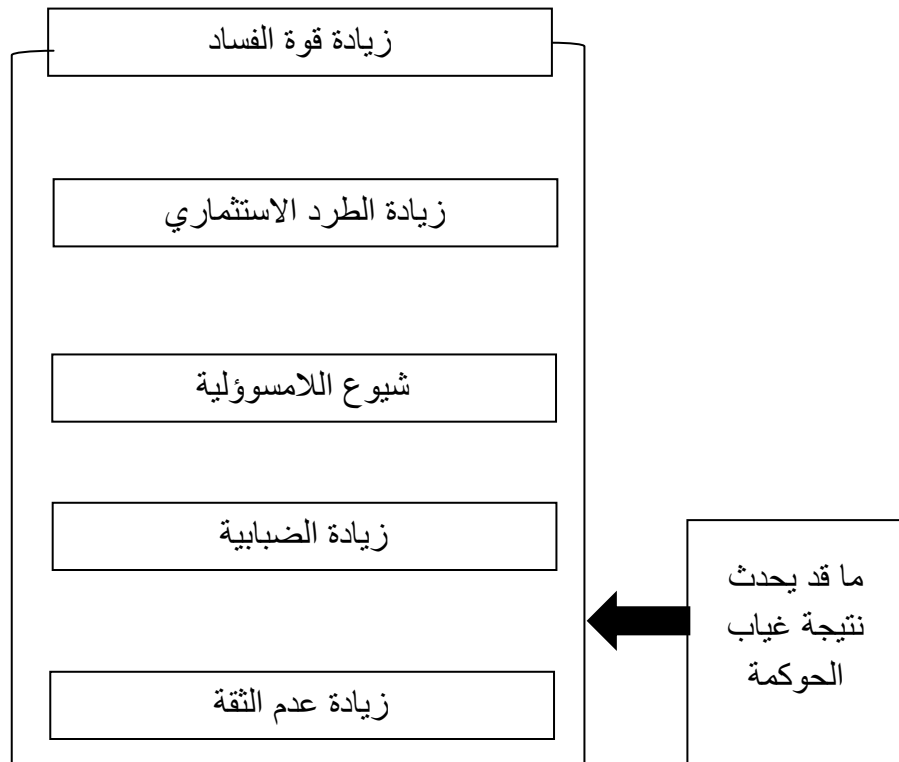 زيادة قوة الفساد
زيادة الطرد الاستثماري
شيوع اللامسوؤلية
زيادة الضبابية
زيادة عدم الثقة
ما قد يحدث
نتيجة غياب
الحوكمة